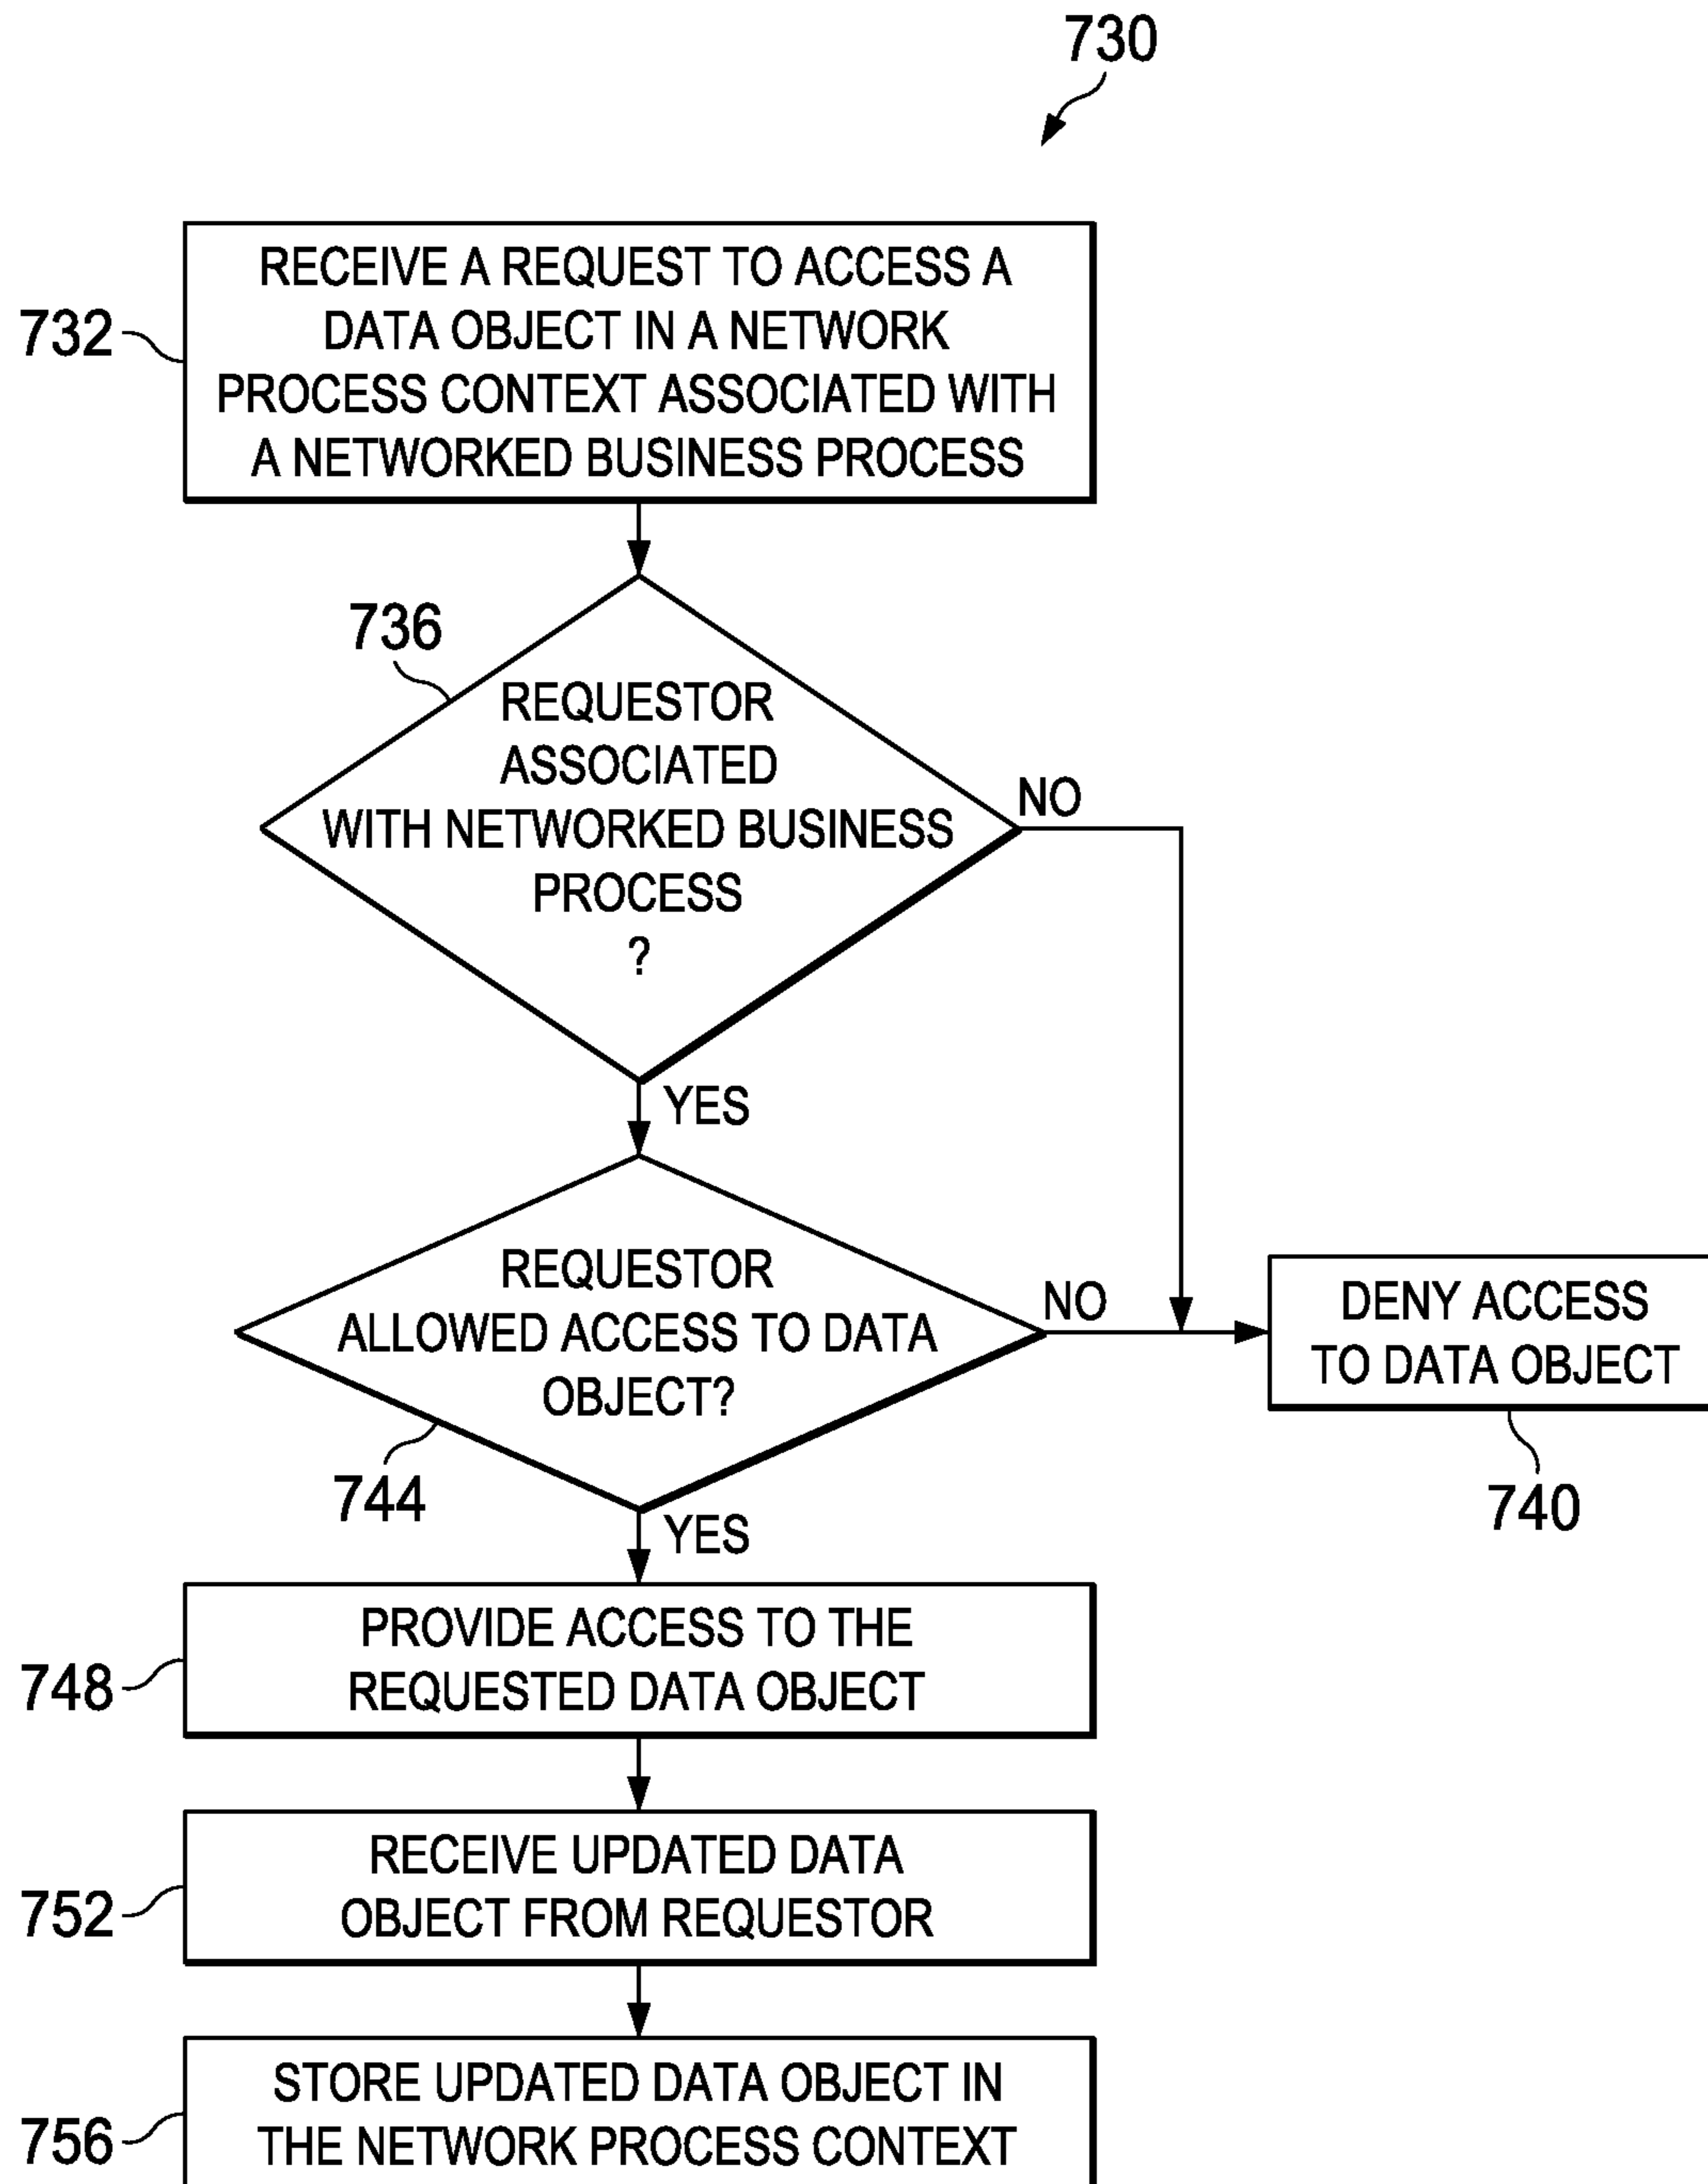 730
732
RECEIVE A REQUEST TO ACCESS A
DATA OBJECT IN A NETWORK
PROCESS CONTEXT ASSOCIATED WITH
A NETWORKED BUSINESS PROCESS
736
REQUESTOR
ASSOCIATED
WITH NETWORKED BUSINESS
PROCESS
?
NO
YES
REQUESTOR
ALLOWED ACCESS TO DATA
OBJECT?
744
NO
DENY ACCESS
TO DATA OBJECT
740
YES
748
PROVIDE ACCESS TO THE
REQUESTED DATA OBJECT
752
RECEIVE UPDATED DATA
OBJECT FROM REQUESTOR
756
STORE UPDATED DATA OBJECT IN
THE NETWORK PROCESS CONTEXT